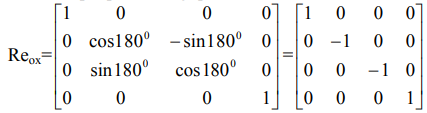 1 0 0 0 1 0 0 0
0 cos180⁰ − sin180⁰ 0 0 −1 0 0
Reₒₓ= =
0 sin180⁰ cos180⁰ 0 0 0 −1 0
0 0 0 1 0 0 0 1